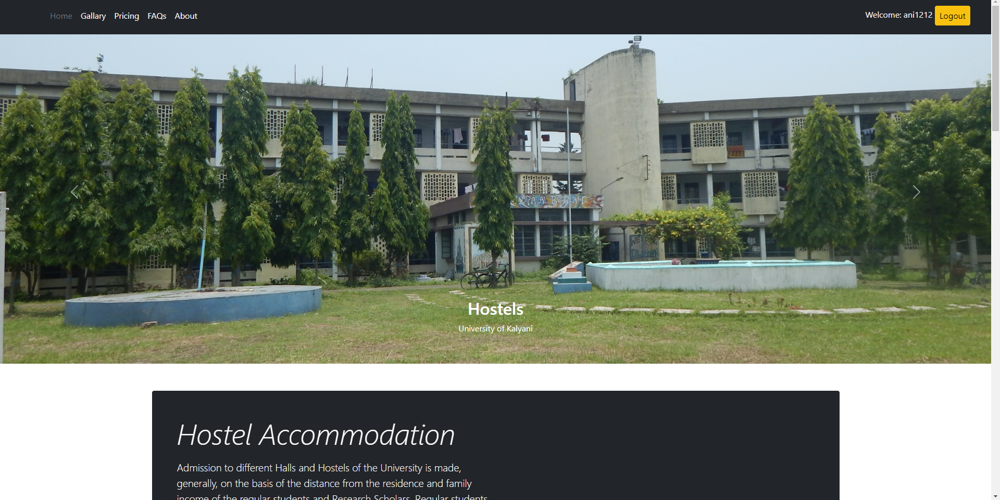 Home Gallary Pricing FAQs About
Welcome: ani1212 Logout
Hostels
University of Kalyani
Hostel Accommodation
Admission to different Halls and Hostels of the University is made,
generally, on the basis of the distance from the residence and family
income of the regular students and Research Scholars. Regular students